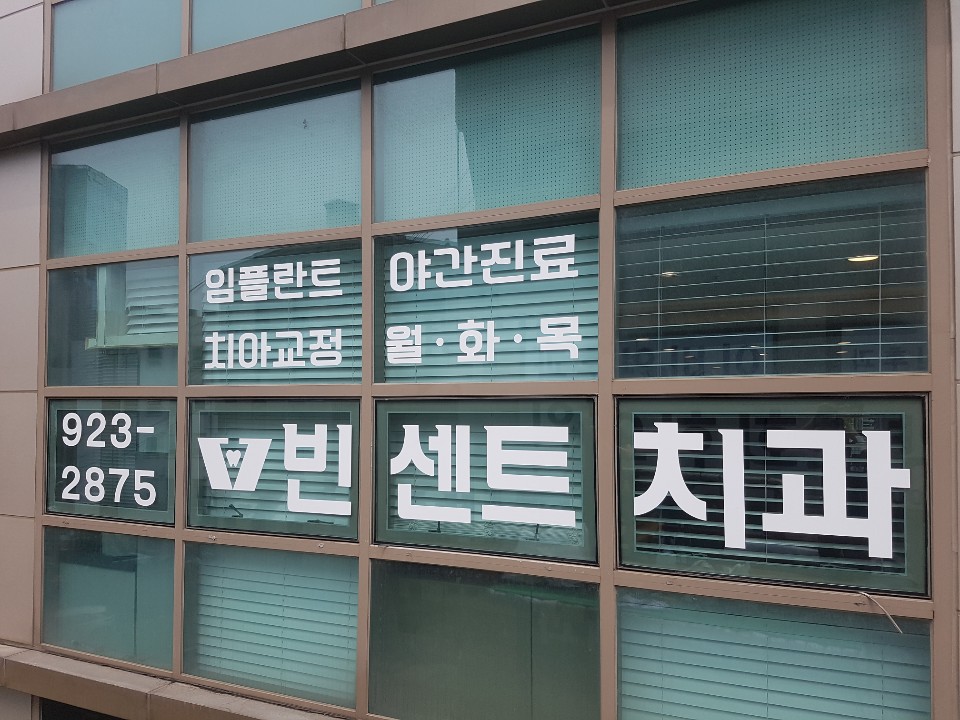 임플란트 야간진료
치아교정 월·화·목
923-
2875
빈센트치과